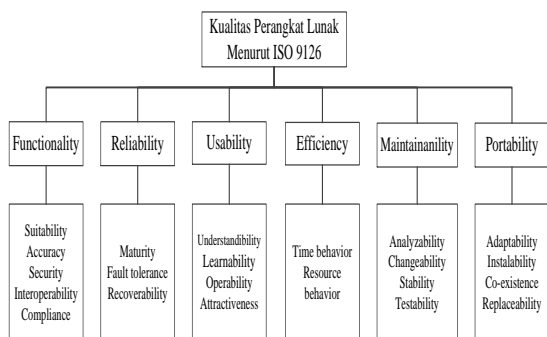 Kualitas Perangkat Lunak
Menurut ISO 9126
Functionality
Reliability
Usability
Efficiency
Maintainanility
Portability
Suitability
Accuracy
Security
Interoperability
Compliance
Maturity
Fault tolerance
Recoverability
Understandibility
Learnability
Operability
Attractiveness
Time behavior
Resource
behavior
Analyzability
Changeability
Stability
Testability
Adaptability
Instalability
Co-existence
Replaceability